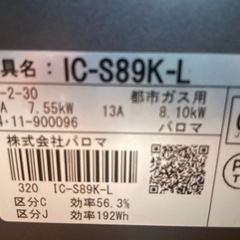 具名：IC-S89K-L
-2-30 都市ガス用
A 7.55kW 13A 8.10kW
4・11-900096 パロマ
株式会社パロマ
320 IC-S89K-L
区分C 効率56.3%
区分J 効率192Wh